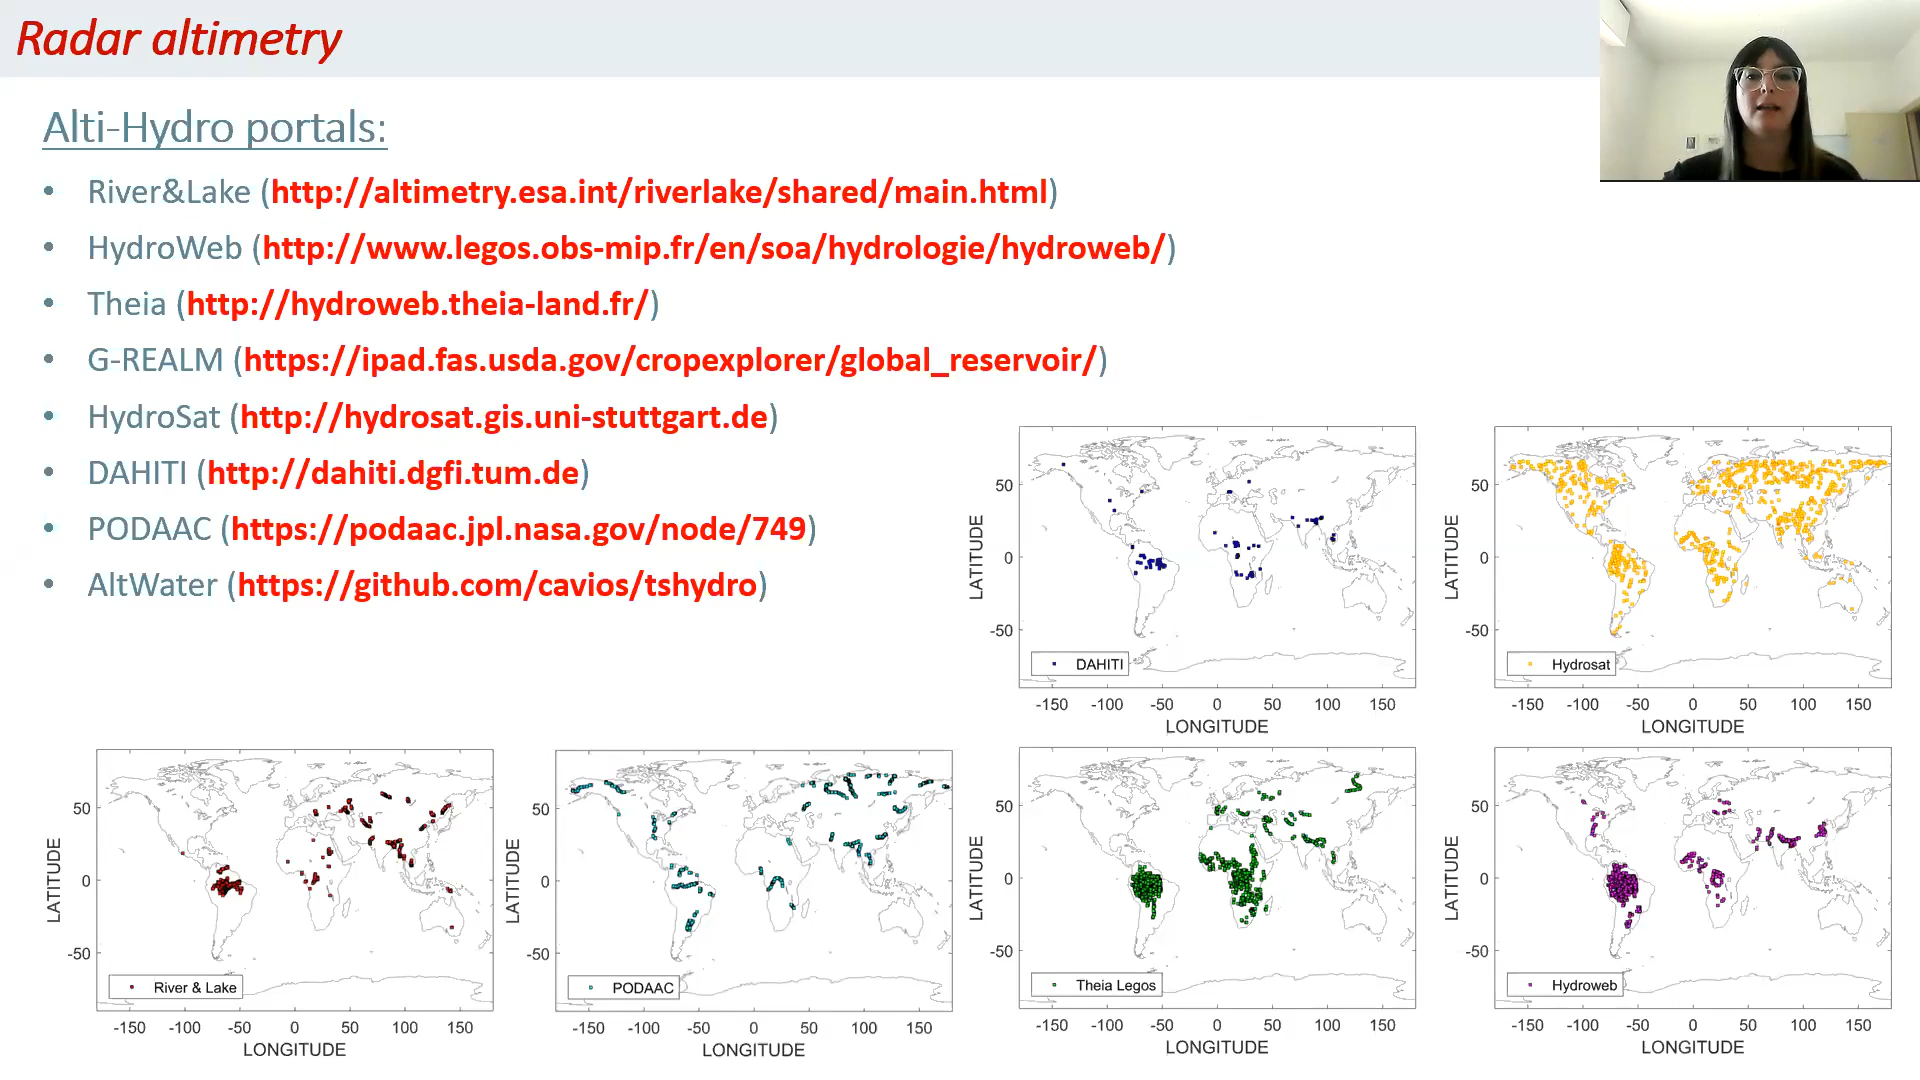 Radar altimetry
Alti-Hydro portals:
• River&Lake (http://altimetry.esa.int/riverlake/shared/main.html)
• HydroWeb (http://www.legos.obs-mip.fr/en/soa/hydrologie/hydroweb/)
• Theia (http://hydroweb.theia-land.fr/)
• G-REALM (https://ipad.fas.usda.gov/cropexplorer/global_reservoir/)
• HydroSat (http://hydrosat.gis.uni-stuttgart.de)
• DAHITI (http://dahiti.dgfi.tum.de)
• PODAAC (https://podaac.jpl.nasa.gov/node/749)
• AltWater (https://github.com/cavios/tshydro)
LATITUDE
50
0
-50
DAHITI
-150 -100 -50 0 50 100 150
LONGITUDE
LATITUDE
50
0
-50
Hydrosat
-150 -100 -50 0 50 100 150
LONGITUDE
LATITUDE
50
0
-50
River & Lake
-150 -100 -50 0 50 100 150
LONGITUDE
LATITUDE
50
0
-50
PODAAC
-150 -100 -50 0 50 100 150
LONGITUDE
LATITUDE
50
0
-50
Theia Legos
-150 -100 -50 0 50 100 150
LONGITUDE
LATITUDE
50
0
-50
Hydroweb
-150 -100 -50 0 50 100 150
LONGITUDE